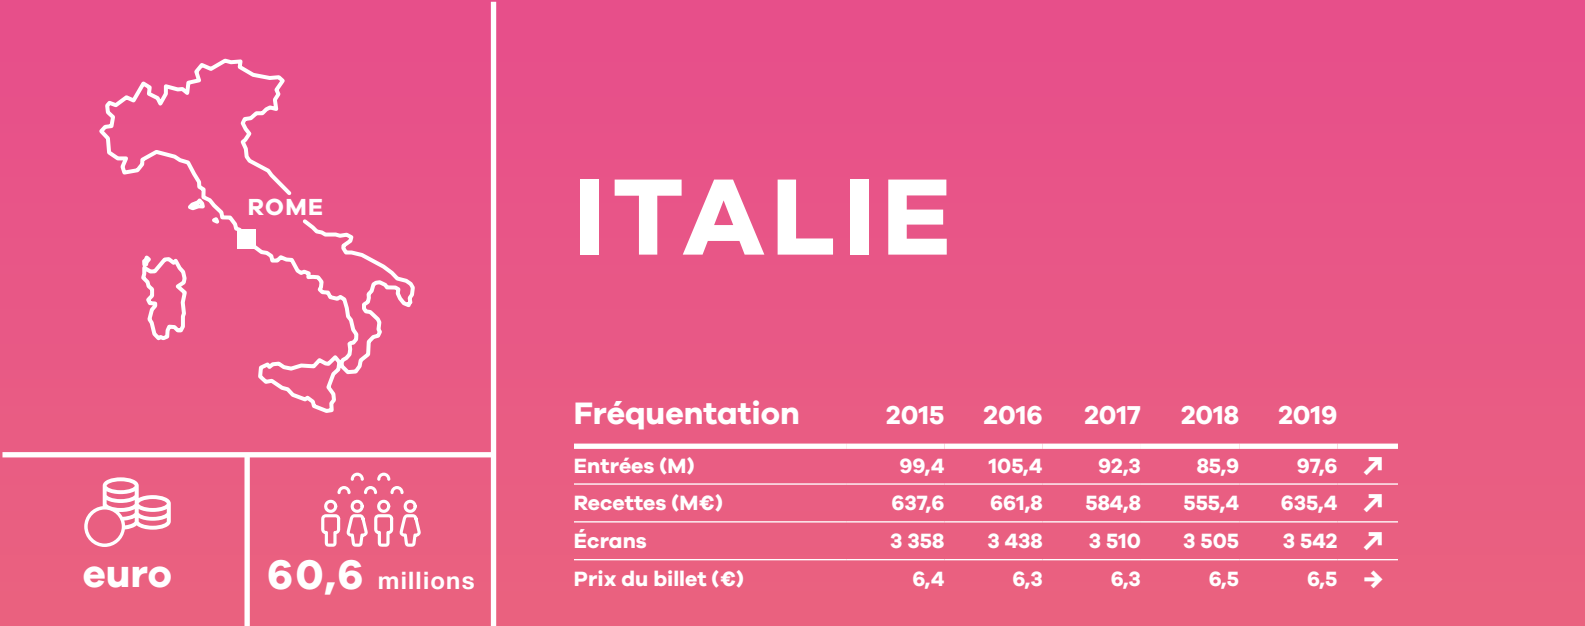 ROME
euro
60,6 millions
ITALIE
Fréquentation 2015 2016 2017 2018 2019
Entrées (M) 99,4 105,4 92,3 85,9 97,6 ↗
Recettes (M€) 637,6 661,8 584,8 555,4 635,4 ↗
Écrans 3 358 3 438 3 510 3 505 3 542 ↗
Prix du billet (€) 6,4 6,3 6,3 6,5 6,5 →